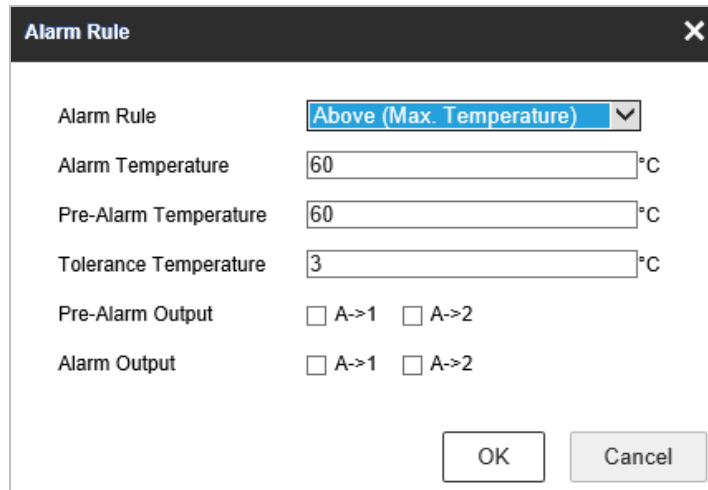 Alarm Rule
Alarm Rule Above (Max. Temperature)
Alarm Temperature 60 °C
Pre-Alarm Temperature 60 °C
Tolerance Temperature 3 °C
Pre-Alarm Output A->1 A->2
Alarm Output A->1 A->2
OK Cancel